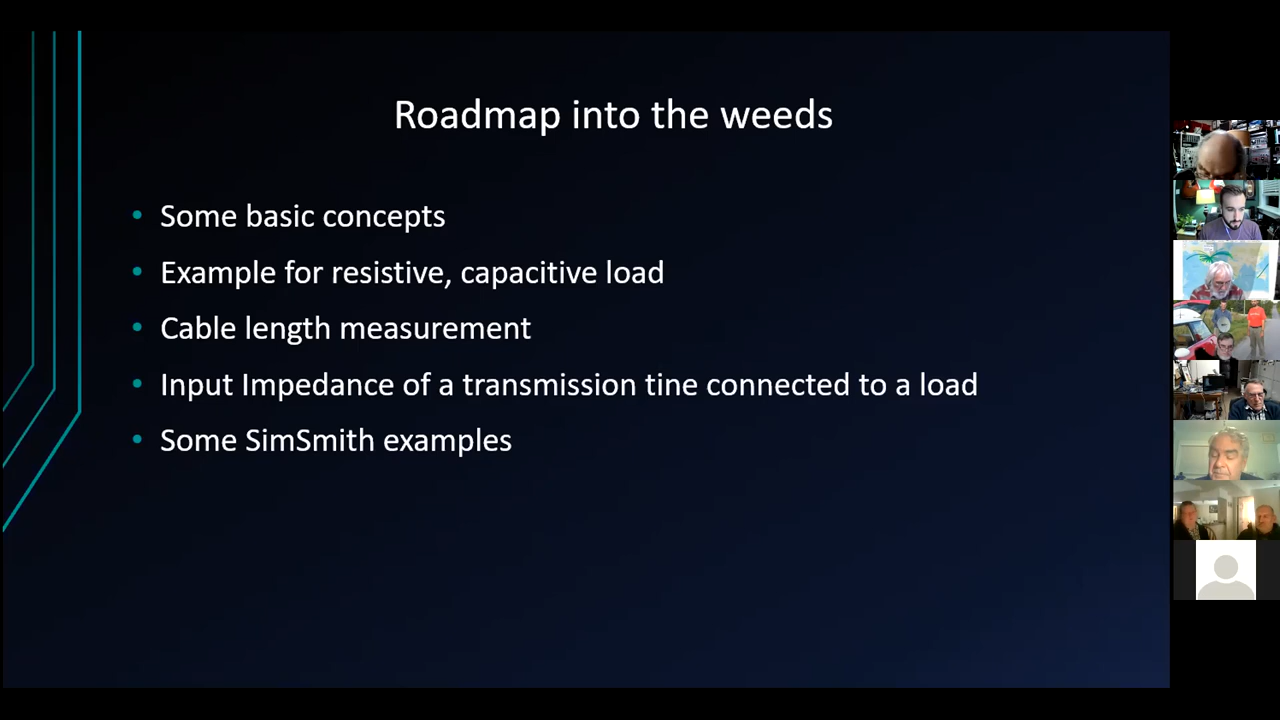 Roadmap into the weeds
• Some basic concepts
• Example for resistive, capacitive load
• Cable length measurement
• Input Impedance of a transmission tine connected to a load
• Some SimSmith examples